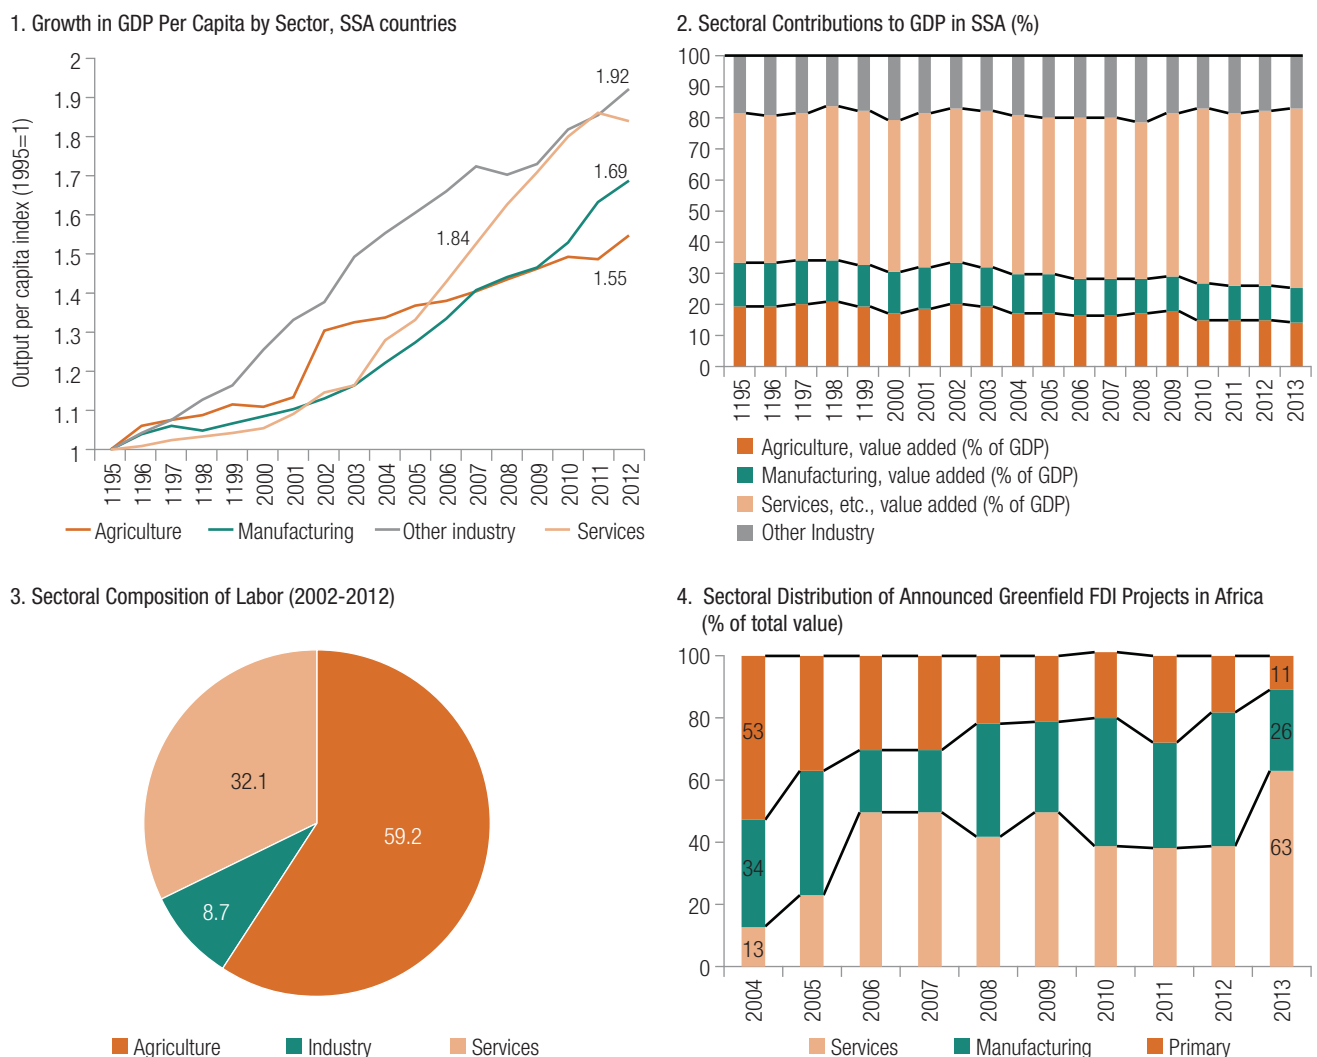 1. Growth in GDP Per Capita by Sector, SSA countries
Output per capita index (1995=1)
2
1.9
1.8
1.7
1.6
1.5
1.4
1.3
1.2
1.1
1
1.92
1.69
1.84
1.55
1195 1196 1197 1198 1199 2000 2001 2002 2003 2004 2005 2006 2007 2008 2009 2010 2011 2012
Agriculture Manufacturing Other industry Services
2. Sectoral Contributions to GDP in SSA (%)
100
90
80
70
60
50
40
30
20
10
0
1195 1196 1197 1198 1199 2000 2001 2002 2003 2004 2005 2006 2007 2008 2009 2010 2011 2012 2013
Agriculture, value added (% of GDP)
Manufacturing, value added (% of GDP)
Services, etc., value added (% of GDP)
Other Industry
3. Sectoral Composition of Labor (2002-2012)
32.1
59.2
8.7
Agriculture Industry Services
4. Sectoral Distribution of Announced Greenfield FDI Projects in Africa
(% of total value)
100
80
60
40
20
0
53
34
13
11
26
63
2004 2005 2006 2007 2008 2009 2010 2011 2012 2013
Services Manufacturing Primary